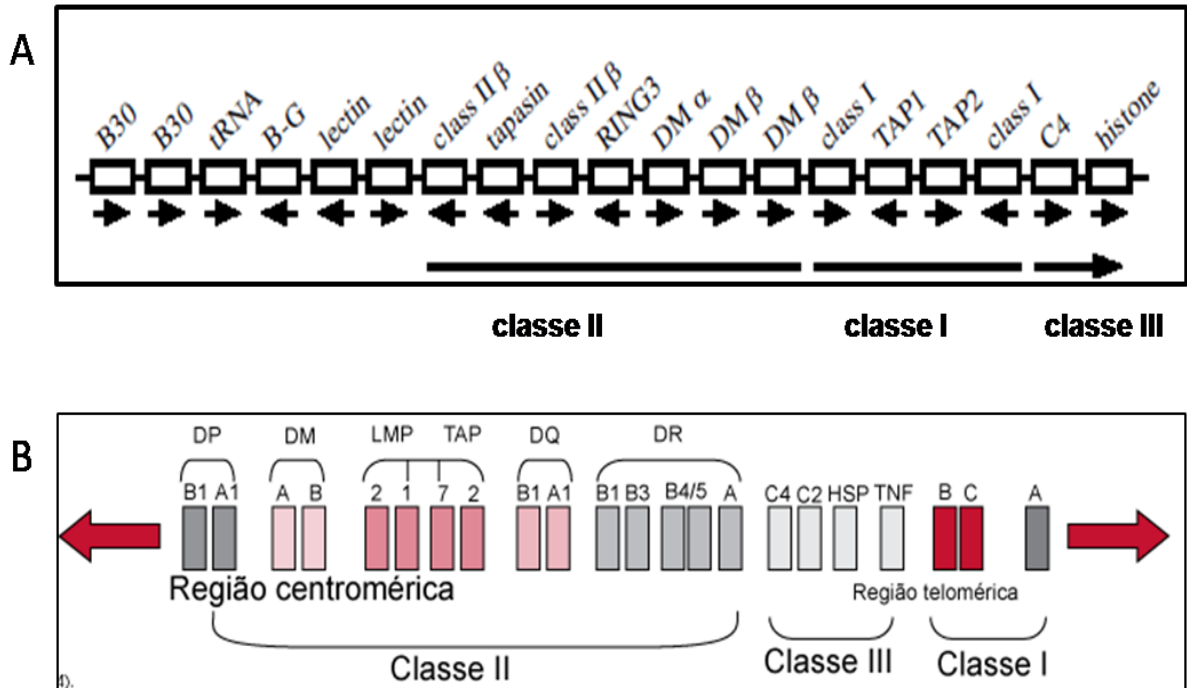 A
B30 B30 tRNA B-G lectin lectin class II β tapasin class II β RING3 DM α DM β DM β class I TAP1 TAP2 class I C4 histone
classe II classe I classe III
B
DP DM LMP TAP DQ DR
B1 A1 A B 2 1 7 2 B1 A1 B1 B3 B4/5 A C4 C2 HSP TNF B C A
Região centromérica Região telomérica
Classe II Classe III Classe I
4).